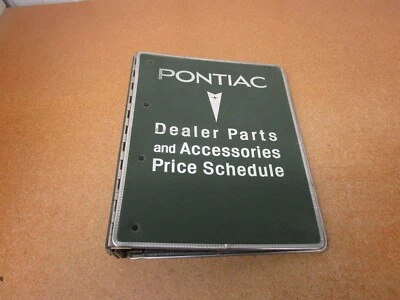 PONTIAC
Dealer Parts
and Accessories
Price Schedule